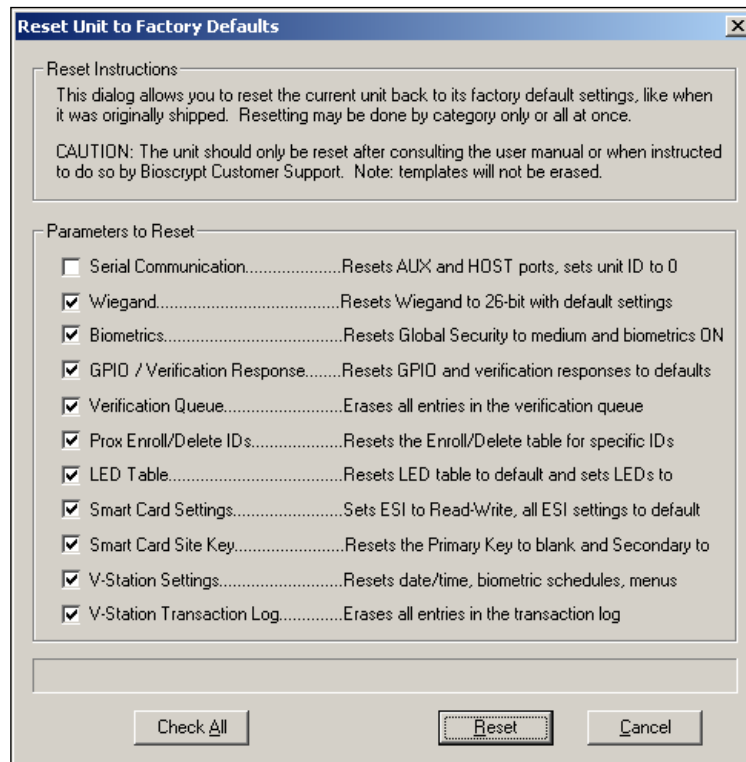 Reset Unit to Factory Defaults
Reset Instructions
This dialog allows you to reset the current unit back to its factory default settings, like when
it was originally shipped. Resetting may be done by category only or all at once.
CAUTION: The unit should only be reset after consulting the user manual or when instructed
to do so by Bioscrypt Customer Support. Note: templates will not be erased.
Parameters to Reset
Serial Communication....................Resets AUX and HOST ports, sets unit ID to 0
Wiegand.......................................Resets Wiegand to 26-bit with default settings
Biometrics.....................................Resets Global Security to medium and biometrics ON
GPIO / Verification Response........Resets GPIO and verification responses to defaults
Verification Queue.........................Erases all entries in the verification queue
Prox Enroll/Delete IDs...................Resets the Enroll/Delete table for specific IDs
LED Table.....................................Resets LED table to default and sets LEDs to
Smart Card Settings.......................Sets ESI to Read-Write, all ESI settings to default
Smart Card Site Key.......................Resets the Primary Key to blank and Secondary to
V-Station Settings..........................Resets date/time, biometric schedules, menus
V-Station Transaction Log.............Erases all entries in the transaction log
Check All Reset Cancel